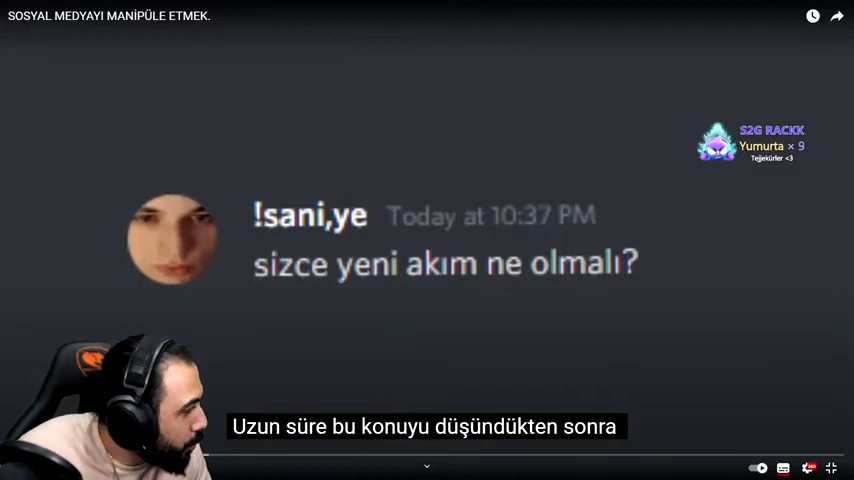 SOSYAL MEDYAYI MANİPÜLE ETMEK.
S2G RACKK
Yumurta × 9
Tejjekürler <3
!sani,ye Today at 10:37 PM
sizce yeni akım ne olmalı?
Uzun süre bu konuyu düşündükten sonra